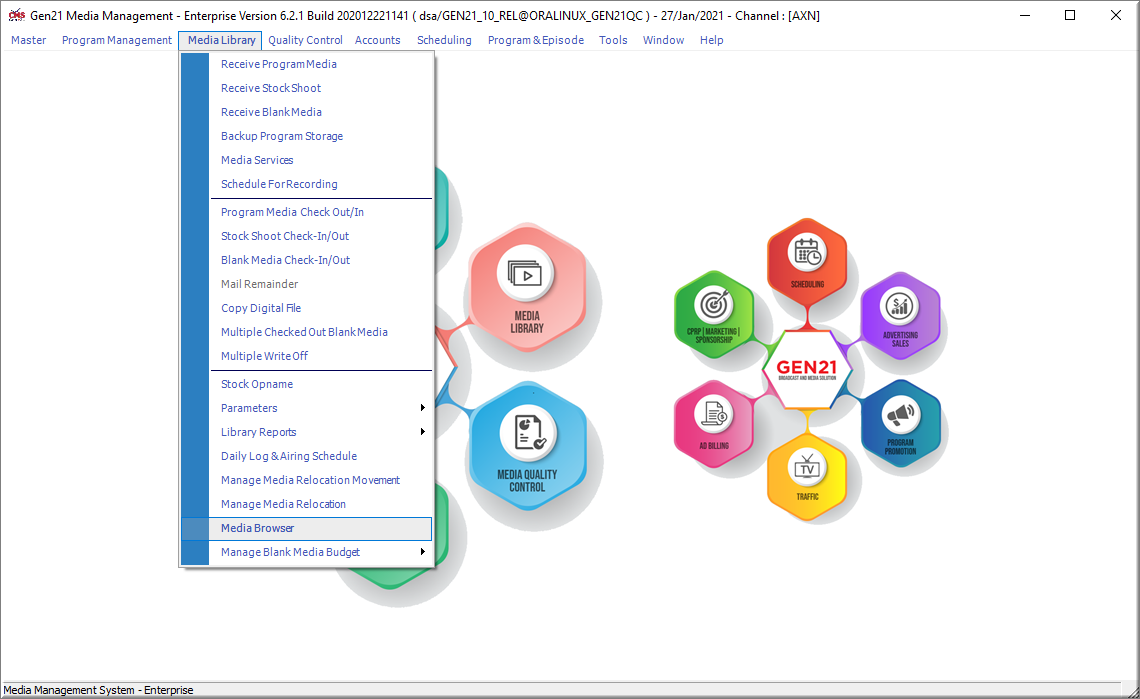 CMS Gen21 Media Management - Enterprise Version 6.2.1 Build 202012221141 ( dsa/GEN21_10_REL@ORALINUX_GEN21QC ) - 27/Jan/2021 - Channel : [AXN]
Master Program Management Media Library Quality Control Accounts Scheduling Program & Episode Tools Window Help
Receive Program Media
Receive Stock Shoot
Receive Blank Media
Backup Program Storage
Media Services
Schedule For Recording
Program Media Check Out/In
Stock Shoot Check-In/Out
Blank Media Check-In/Out
Mail Remainder
Copy Digital File
Multiple Checked Out Blank Media
Multiple Write Off
Stock Opname
Parameters
Library Reports
Daily Log & Airing Schedule
Manage Media Relocation Movement
Manage Media Relocation
Media Browser
Manage Blank Media Budget
MEDIA
LIBRARY
MEDIA QUALITY
CONTROL
SCHEDULING
CPRP | MARKETING |
SPONSORSHIP
ADVERTISING
SALES
GEN21
BROADCAST AND MEDIA SOLUTION
AD BILLING
PROGRAM
PROMOTION
TV
TRAFFIC
Media Management System - Enterprise